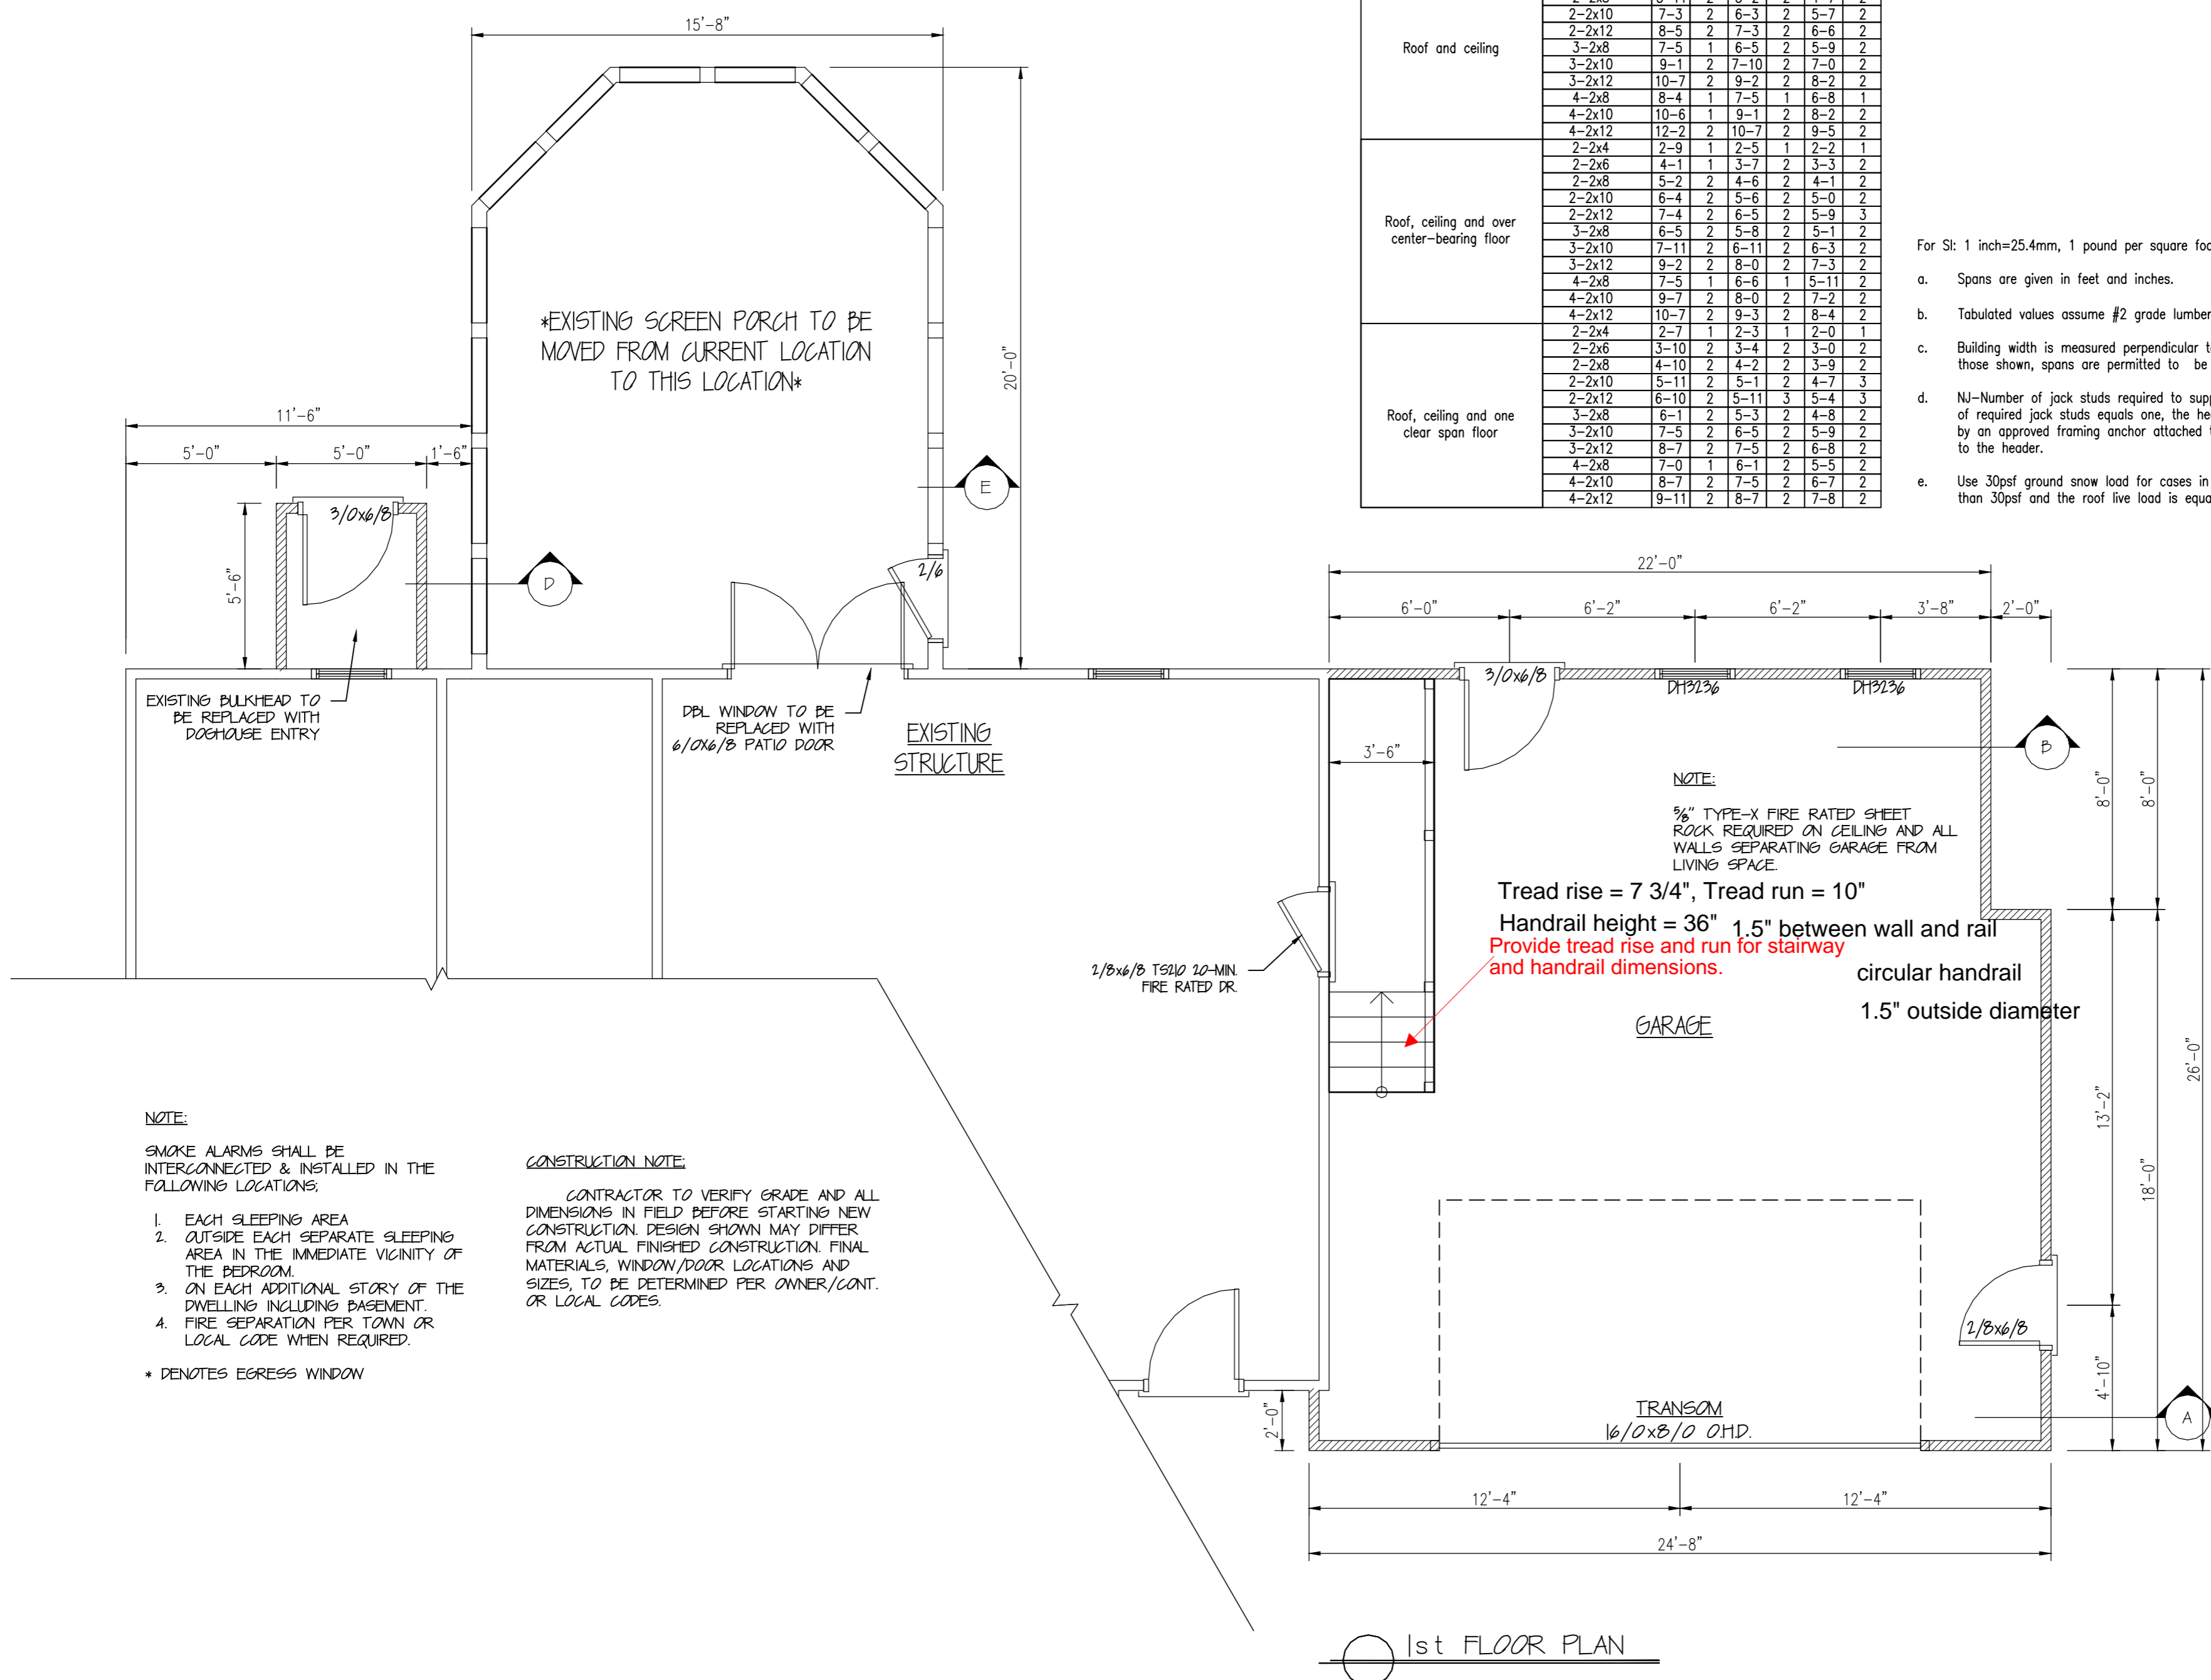 15'-8"
20'-0"
*EXISTING SCREEN PORCH TO BE
MOVED FROM CURRENT LOCATION
TO THIS LOCATION*
11'-6"
5'-0" 5'-0" 1'-6"
5'-6"
3/0x6/8
D
E
2/6
EXISTING BULKHEAD TO
BE REPLACED WITH
DOGHOUSE ENTRY
DBL WINDOW TO BE
REPLACED WITH
6/0X6/8 PATIO DOOR
EXISTING
STRUCTURE
Roof and ceiling
2-2x10 7-3 2 6-3 2 5-7 2
2-2x12 8-5 2 7-3 2 6-6 2
3-2x8 7-5 1 6-5 2 5-9 2
3-2x10 9-1 2 7-10 2 7-0 2
3-2x12 10-7 2 9-2 2 8-2 2
4-2x8 8-4 1 7-5 1 6-8 1
4-2x10 10-6 1 9-1 2 8-2 2
4-2x12 12-2 2 10-7 2 9-5 2
Roof, ceiling and over
center-bearing floor
2-2x4 2-9 1 2-5 1 2-2 1
2-2x6 4-1 1 3-7 2 3-3 2
2-2x8 5-2 2 4-6 2 4-1 2
2-2x10 6-4 2 5-6 2 5-0 2
2-2x12 7-4 2 6-5 2 5-9 3
3-2x8 6-5 2 5-8 2 5-1 2
3-2x10 7-11 2 6-11 2 6-3 2
3-2x12 9-2 2 8-0 2 7-3 2
4-2x8 7-5 1 6-6 1 5-11 2
4-2x10 9-7 2 8-0 2 7-2 2
4-2x12 10-7 2 9-3 2 8-4 2
Roof, ceiling and one
clear span floor
2-2x4 2-7 1 2-3 1 2-0 1
2-2x6 3-10 2 3-4 2 3-0 2
2-2x8 4-10 2 4-2 2 3-9 2
2-2x10 5-11 2 5-1 2 4-7 3
2-2x12 6-10 2 5-11 3 5-4 3
3-2x8 6-1 2 5-3 2 4-8 2
3-2x10 7-5 2 6-5 2 5-9 2
3-2x12 8-7 2 7-5 2 6-8 2
4-2x8 7-0 1 6-1 2 5-5 2
4-2x10 8-7 2 7-5 2 6-7 2
4-2x12 9-11 2 8-7 2 7-8 2
For SI: 1 inch=25.4mm, 1 pound per square foo
a. Spans are given in feet and inches.
b. Tabulated values assume #2 grade lumber
c. Building width is measured perpendicular t
those shown, spans are permitted to be
d. NJ-Number of jack studs required to supp
of required jack studs equals one, the he
by an approved framing anchor attached t
to the header.
e. Use 30psf ground snow load for cases in
than 30psf and the roof live load is equa
22'-0"
6'-0" 6'-2" 6'-2" 3'-8" 2'-0"
3/0x6/8
DH3236 DH3236
3'-6"
B
NOTE:
5/8" TYPE-X FIRE RATED SHEET
ROCK REQUIRED ON CEILING AND ALL
WALLS SEPARATING GARAGE FROM
LIVING SPACE.
8'-0" 8'-0"
Tread rise = 7 3/4", Tread run = 10"
Handrail height = 36" 1.5" between wall and rail
Provide tread rise and run for stairway
and handrail dimensions.
circular handrail
1.5" outside diameter
2/8x6/8 TS210 20-MIN.
FIRE RATED DR.
GARAGE
13'-2" 18'-0" 26'-0"
2/8x6/8
4'-10"
A
2'-0"
TRANSOM
16/0x8/0 O.H.D.
12'-4" 12'-4"
24'-8"
NOTE:
SMOKE ALARMS SHALL BE
INTERCONNECTED & INSTALLED IN THE
FOLLOWING LOCATIONS;
1. EACH SLEEPING AREA
2. OUTSIDE EACH SEPARATE SLEEPING
AREA IN THE IMMEDIATE VICINITY OF
THE BEDROOM.
3. ON EACH ADDITIONAL STORY OF THE
DWELLING INCLUDING BASEMENT.
4. FIRE SEPARATION PER TOWN OR
LOCAL CODE WHEN REQUIRED.
* DENOTES EGRESS WINDOW
CONSTRUCTION NOTE;
CONTRACTOR TO VERIFY GRADE AND ALL
DIMENSIONS IN FIELD BEFORE STARTING NEW
CONSTRUCTION. DESIGN SHOWN MAY DIFFER
FROM ACTUAL FINISHED CONSTRUCTION. FINAL
MATERIALS, WINDOW/DOOR LOCATIONS AND
SIZES, TO BE DETERMINED PER OWNER/CONT.
OR LOCAL CODES.
1st FLOOR PLAN